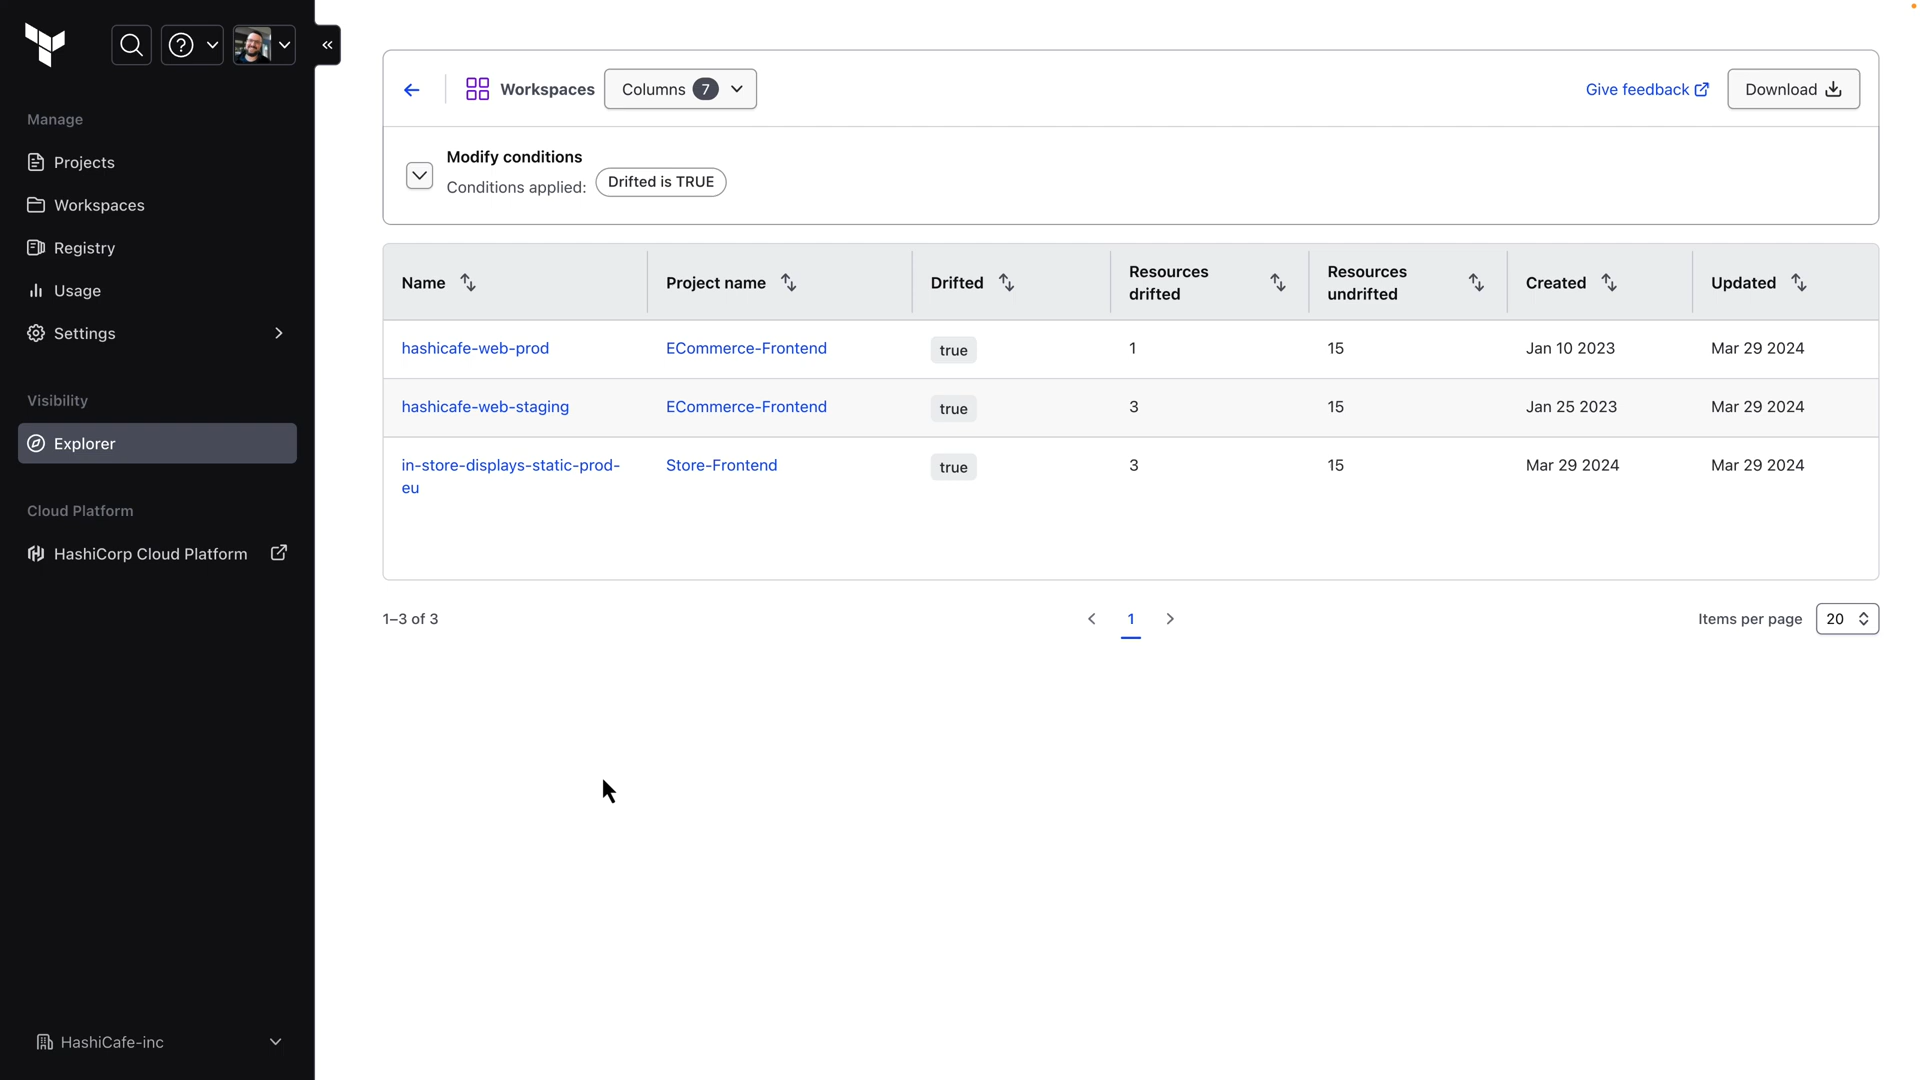 Manage
Projects
Workspaces
Registry
Usage
Settings
Visibility
Explorer
Cloud Platform
HashiCorp Cloud Platform
HashiCafe-inc
Workspaces
Columns 7
Give feedback
Download
Modify conditions
Conditions applied: Drifted is TRUE
Name Project name Drifted Resources drifted Resources undrifted Created Updated
hashicafe-web-prod ECommerce-Frontend true 1 15 Jan 10 2023 Mar 29 2024
hashicafe-web-staging ECommerce-Frontend true 3 15 Jan 25 2023 Mar 29 2024
in-store-displays-static-prod- Store-Frontend true 3 15 Mar 29 2024 Mar 29 2024
eu
1–3 of 3
1
Items per page 20